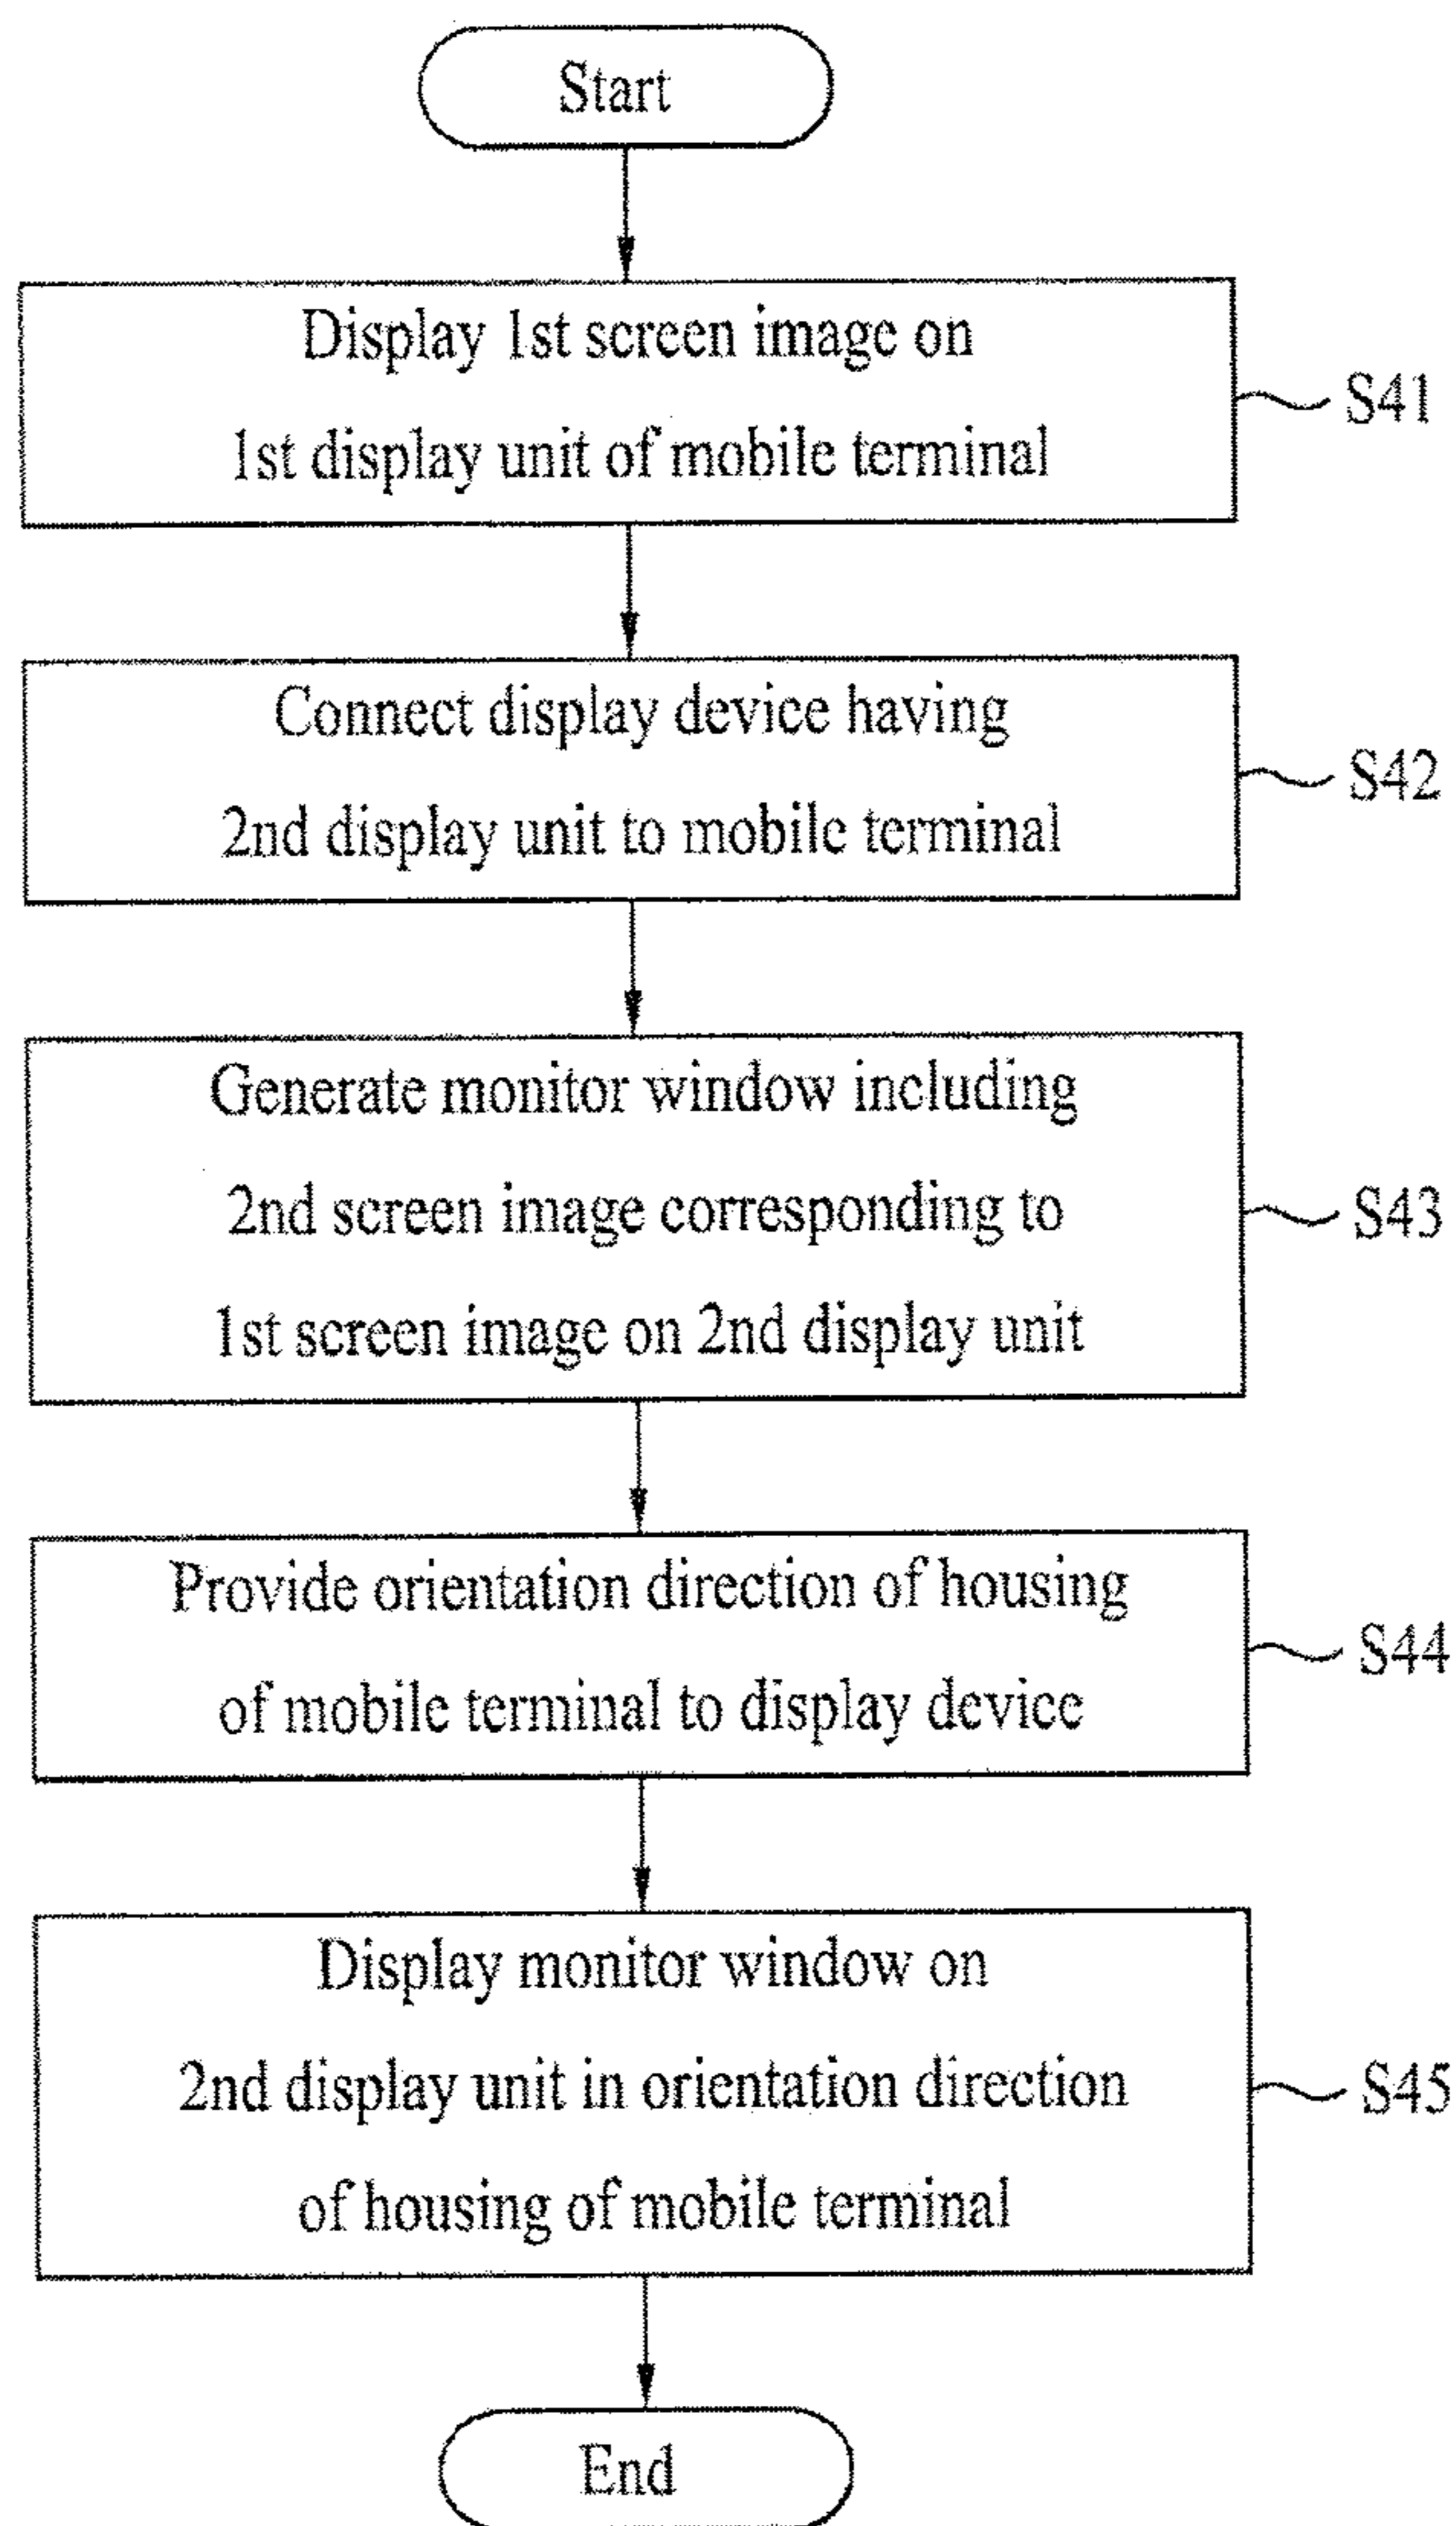 Start
Display 1st screen image on
1st display unit of mobile terminal
S41
Connect display device having
2nd display unit to mobile terminal
S42
Generate monitor window including
2nd screen image corresponding to
1st screen image on 2nd display unit
S43
Provide orientation direction of housing
of mobile terminal to display device
S44
Display monitor window on
2nd display unit in orientation direction
of housing of mobile terminal
S45
End